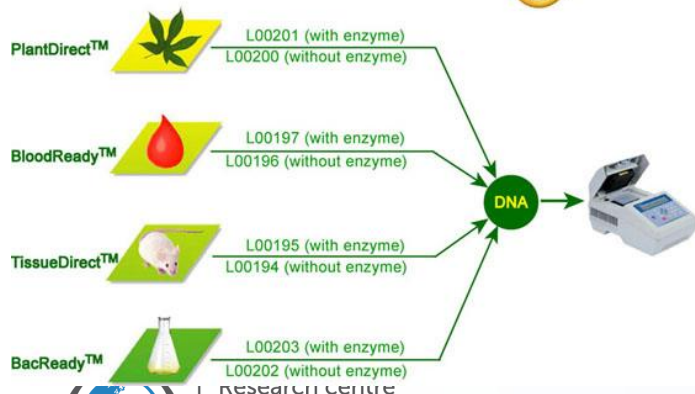 PlantDirect™
L00201 (with enzyme)
L00200 (without enzyme)
BloodReady™
L00197 (with enzyme)
L00196 (without enzyme)
DNA
TissueDirect™
L00195 (with enzyme)
L00194 (without enzyme)
BacReady™
L00203 (with enzyme)
L00202 (without enzyme)
Research centre